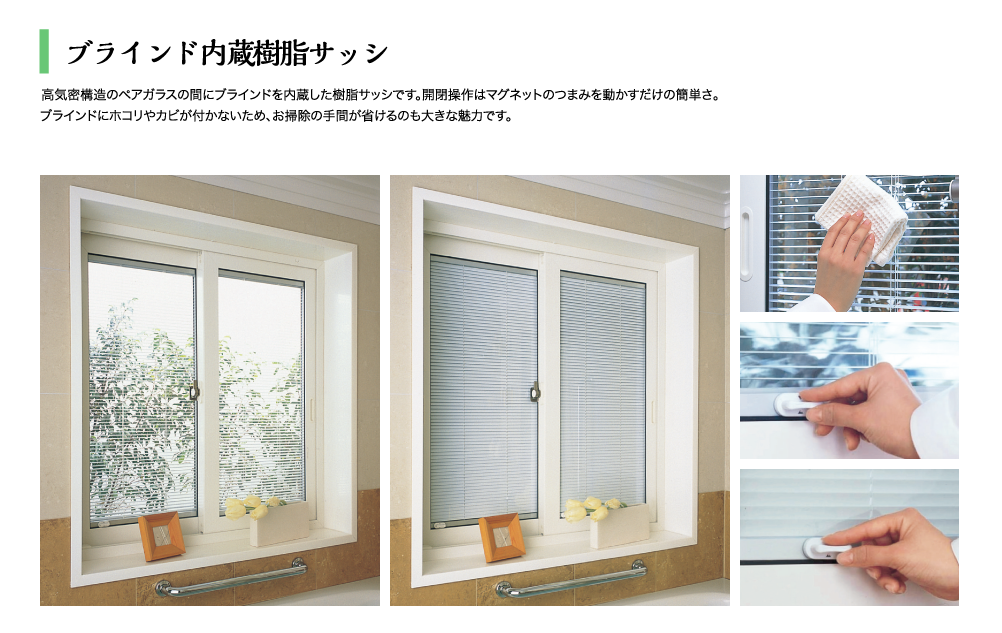 ブラインド内蔵樹脂サッシ
高気密構造のペアガラスの間にブラインドを内蔵した樹脂サッシです。開閉操作はマグネットのつまみを動かすだけの簡単さ。
ブラインドにホコリやカビが付かないため、お掃除の手間が省けるのも大きな魅力です。